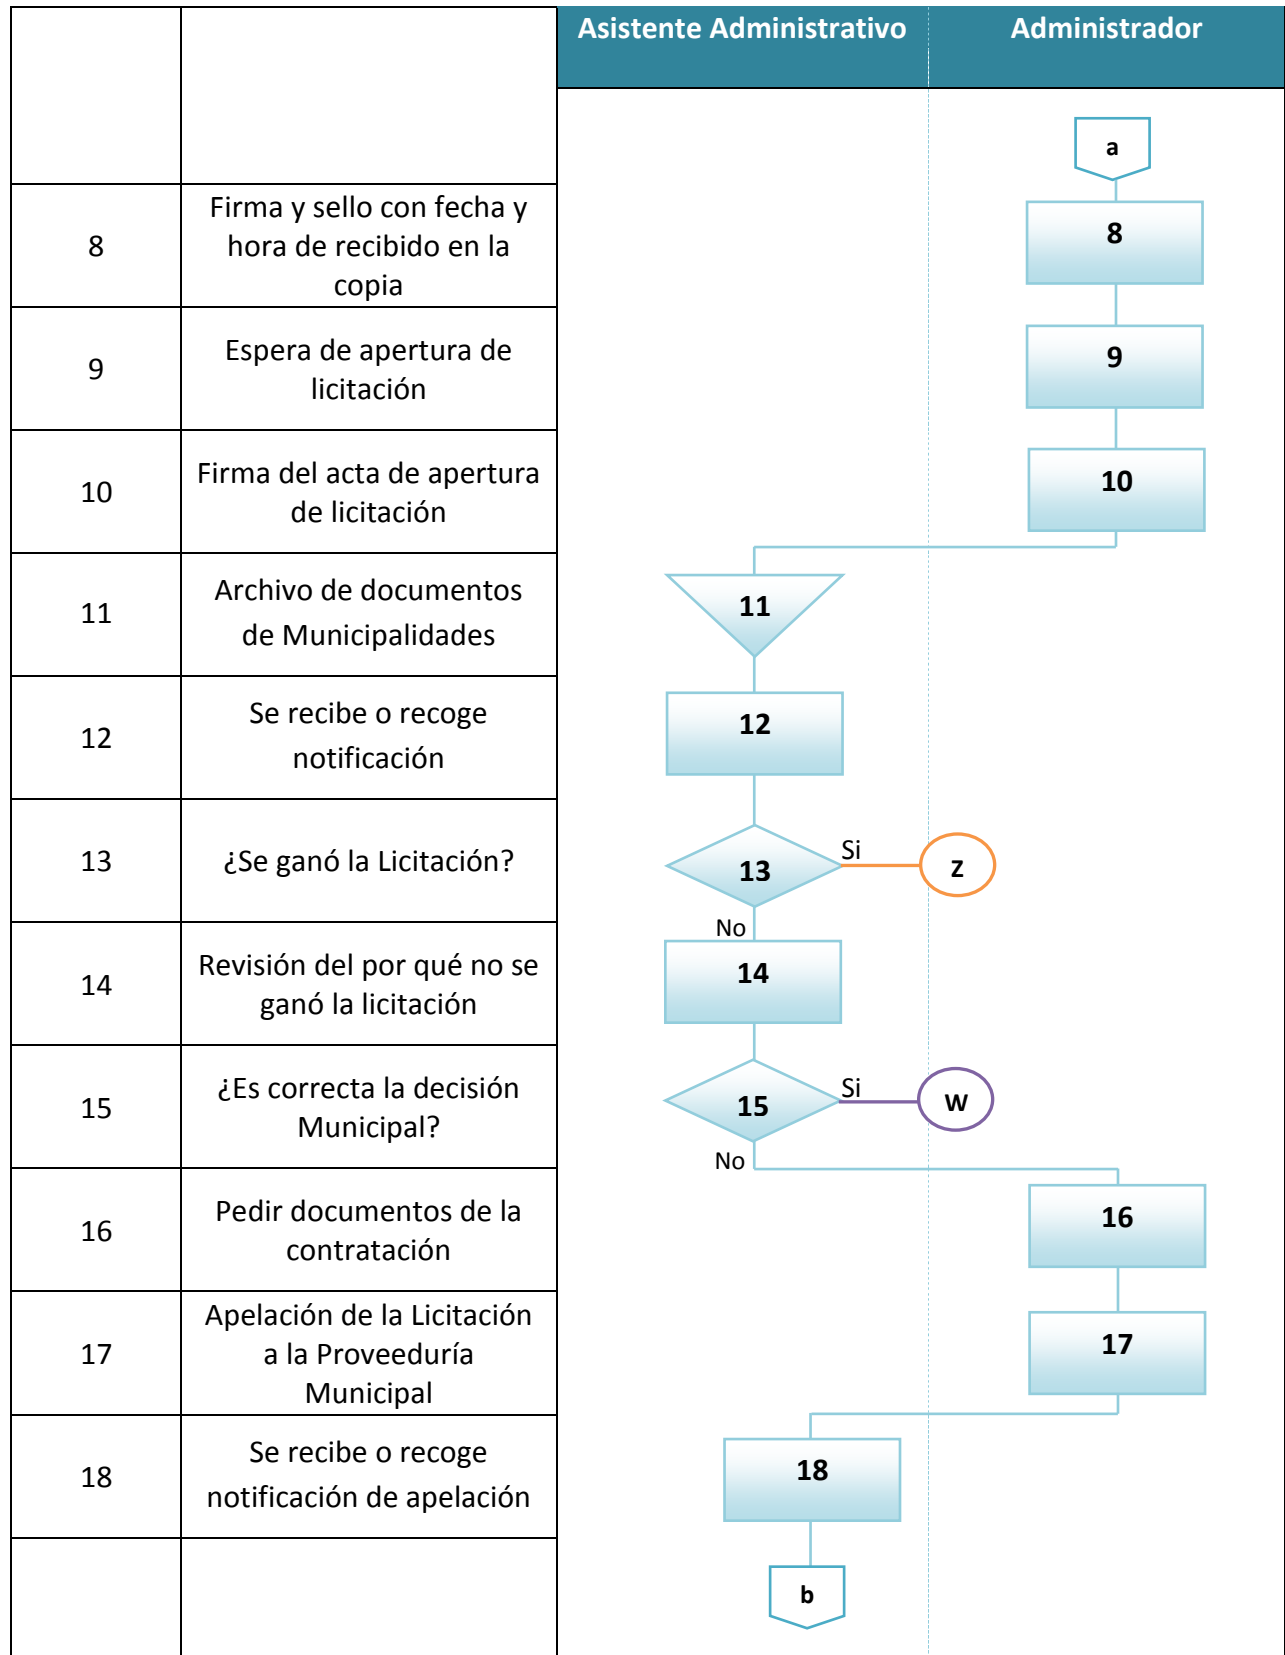 Asistente Administrativo
Administrador
a
8
Firma y sello con fecha y
hora de recibido en la
copia
8
9
Espera de apertura de
licitación
9
10
Firma del acta de apertura
de licitación
10
11
Archivo de documentos
de Municipalidades
11
12
Se recibe o recoge
notificación
12
13
¿Se ganó la Licitación?
13
Si
Z
No
14
Revisión del por qué no se
ganó la licitación
14
15
¿Es correcta la decisión
Municipal?
15
Si
W
No
16
Pedir documentos de la
contratación
16
17
Apelación de la Licitación
a la Proveeduría
Municipal
17
18
Se recibe o recoge
notificación de apelación
18
b